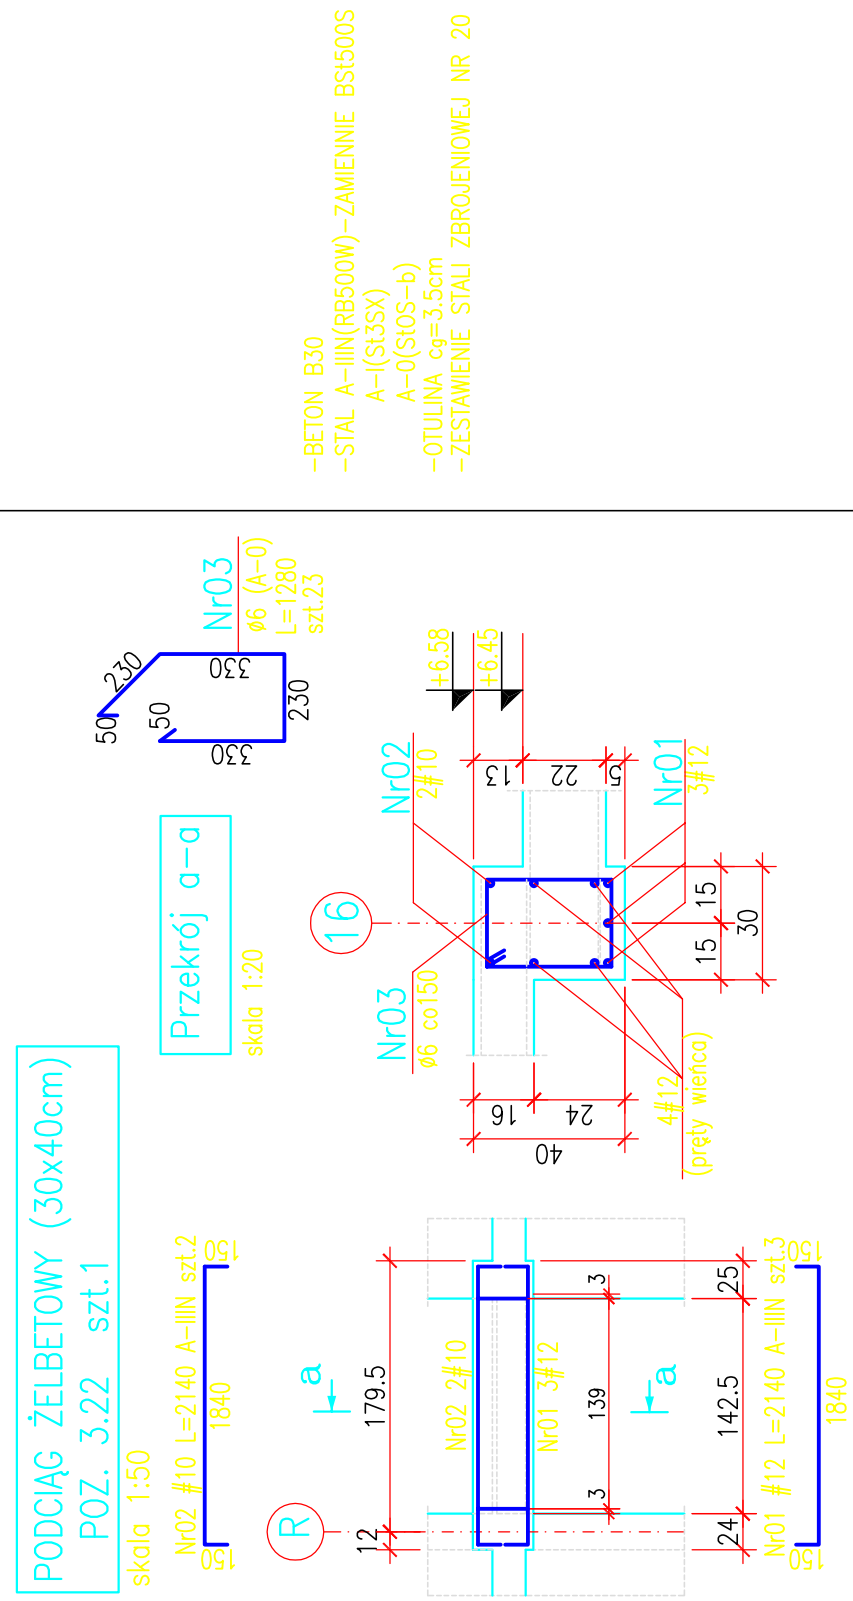 PODCIĄG ŻELBETOWY (30x40cm)
POZ. 3.22 szt.1
skala 1:50
Nr02 #10 L=2140 A-IIIN szt.2
150
1840
150
R
12
179.5
a
Nr02 2#10
Nr01 3#12
3
139
3
a
24
142.5
25
Nr01 #12 L=2140 A-IIIN szt.3
150
1840
150
Przekrój a-a
skala 1:20
16
Nr03
ø6 co150
Nr02
2#10
Nr01
3#12
4#12
(pręty wieńca)
16
24
40
13
22
5
15
15
30
+6.58
+6.45
50
230
50
330
330
230
Nr03
ø6 (A-0)
L=1280
szt.23
-BETON B30
-STAL A-IIIN(RB500W)-ZAMIENNIE BSt500S
A-I(St3SX)
A-0(St0S-b)
-OTULINA cg=3.5cm
-ZESTAWIENIE STALI ZBROJENIOWEJ NR 20